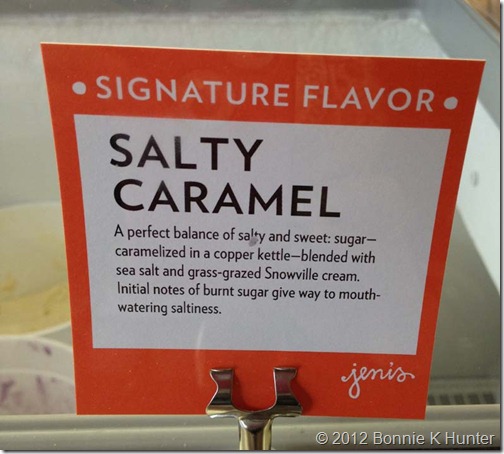 • SIGNATURE FLAVOR •
SALTY
CARAMEL
A perfect balance of salty and sweet: sugar—
caramelized in a copper kettle—blended with
sea salt and grass-grazed Snowville cream.
Initial notes of burnt sugar give way to mouth-
watering saltiness.
jenis
© 2012 Bonnie K Hunter